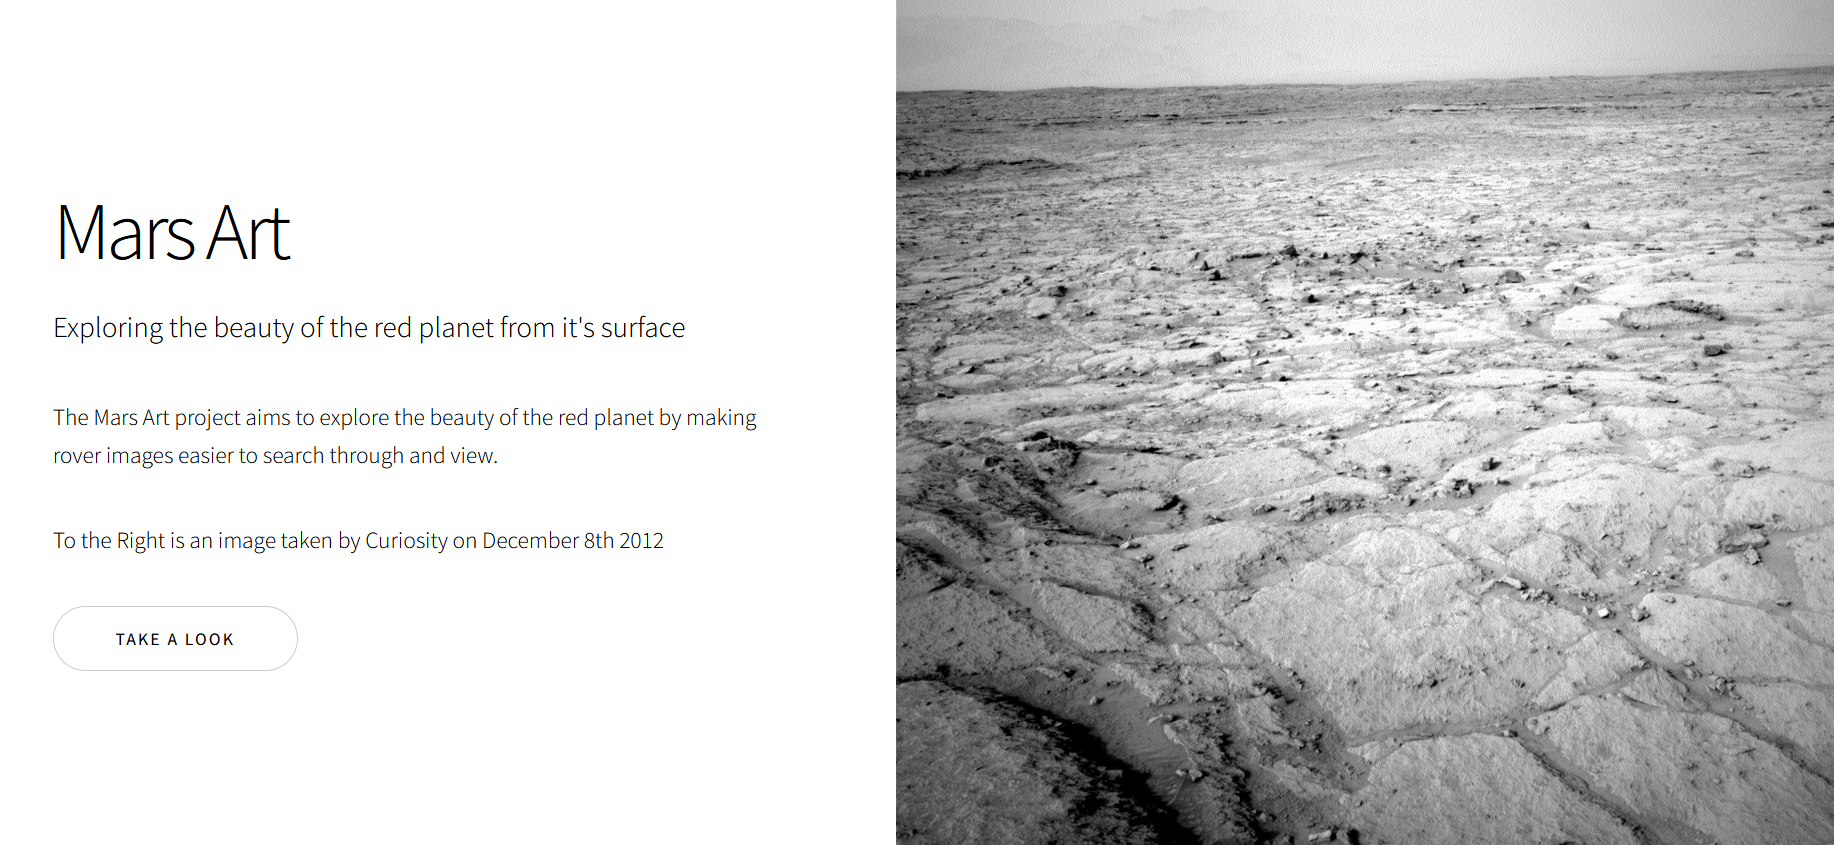 Mars Art
Exploring the beauty of the red planet from it's surface
The Mars Art project aims to explore the beauty of the red planet by making
rover images easier to search through and view.
To the Right is an image taken by Curiosity on December 8th 2012
TAKE A LOOK